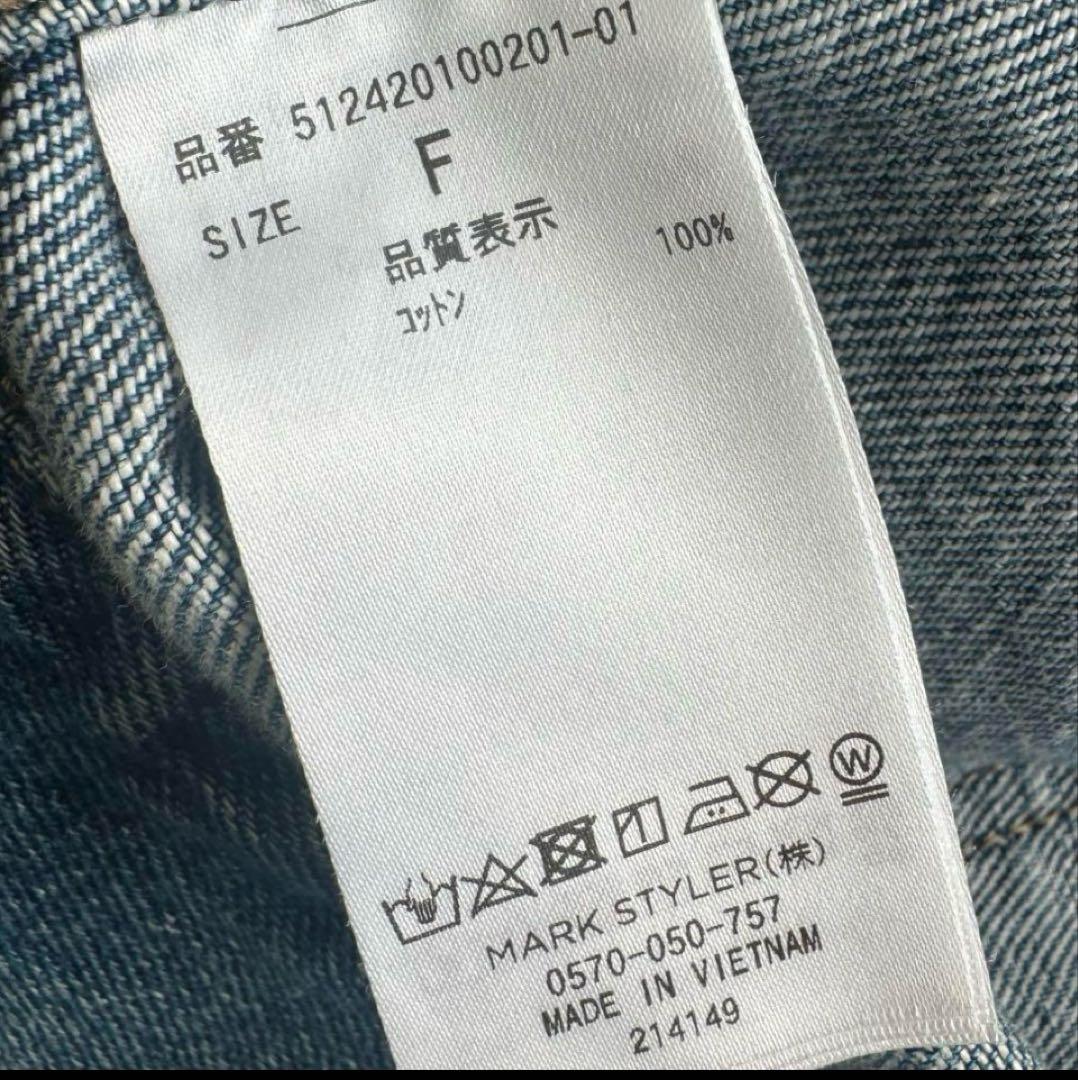 品番 512420100201-01
SIZE F
品質表示
コットン 100%
W
MARK STYLER(株)
0570-050-757
MADE IN VIETNAM
214149